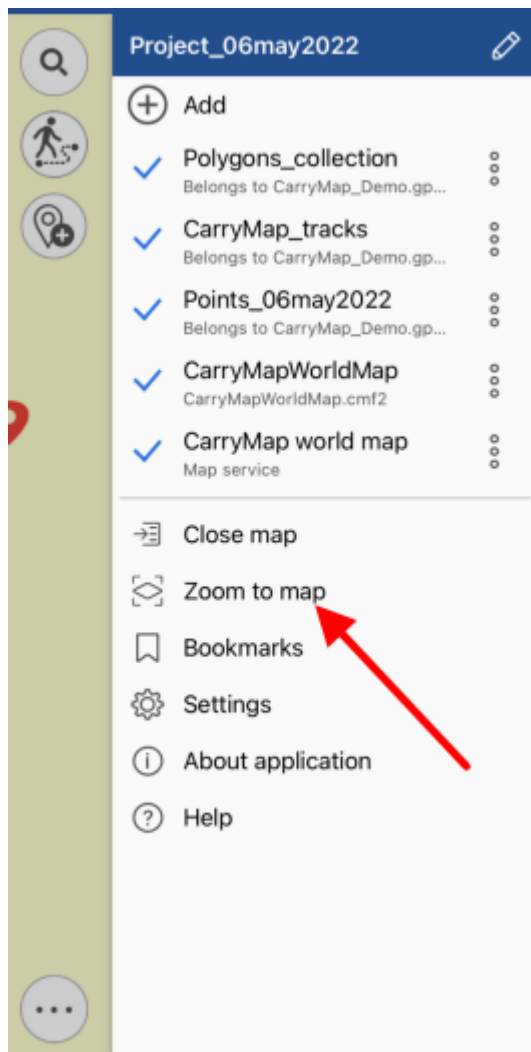 Project_06may2022
Add
Polygons_collection
Belongs to CarryMap_Demo.gp...
CarryMap_tracks
Belongs to CarryMap_Demo.gp...
Points_06may2022
Belongs to CarryMap_Demo.gp...
CarryMapWorldMap
CarryMapWorldMap.cmf2
CarryMap world map
Map service
Close map
Zoom to map
Bookmarks
Settings
About application
Help